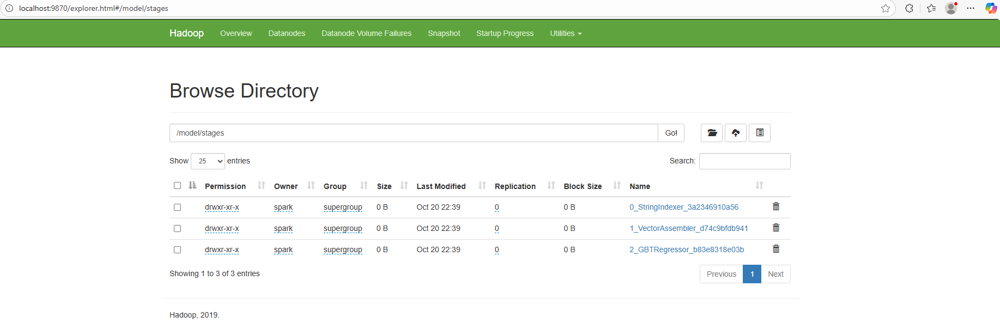 localhost:9870/explorer.html#/model/stages
Hadoop Overview Datanodes Datanode Volume Failures Snapshot Startup Progress Utilities
Browse Directory
/model/stages Go!
Show 25 entries Search:
Permission Owner Group Size Last Modified Replication Block Size Name
drwxr-xr-x spark supergroup 0 B Oct 20 22:39 0 0 B 0_StringIndexer_3a2346910a56
drwxr-xr-x spark supergroup 0 B Oct 20 22:39 0 0 B 1_VectorAssembler_d74c9bfdb941
drwxr-xr-x spark supergroup 0 B Oct 20 22:39 0 0 B 2_GBTRegressor_b83e8318e03b
Showing 1 to 3 of 3 entries Previous 1 Next
Hadoop, 2019.